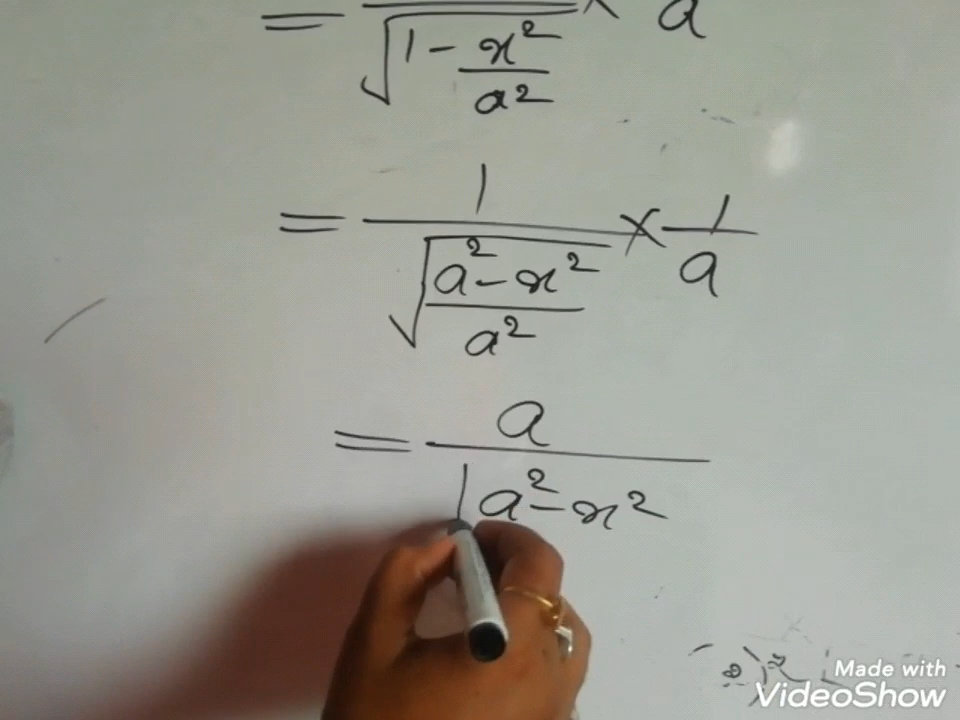 = 1/√(1 - x²/a²) × a
= 1/√((a² - x²)/a²) × 1/a
= a/√(a² - x²)
Made with
VideoShow